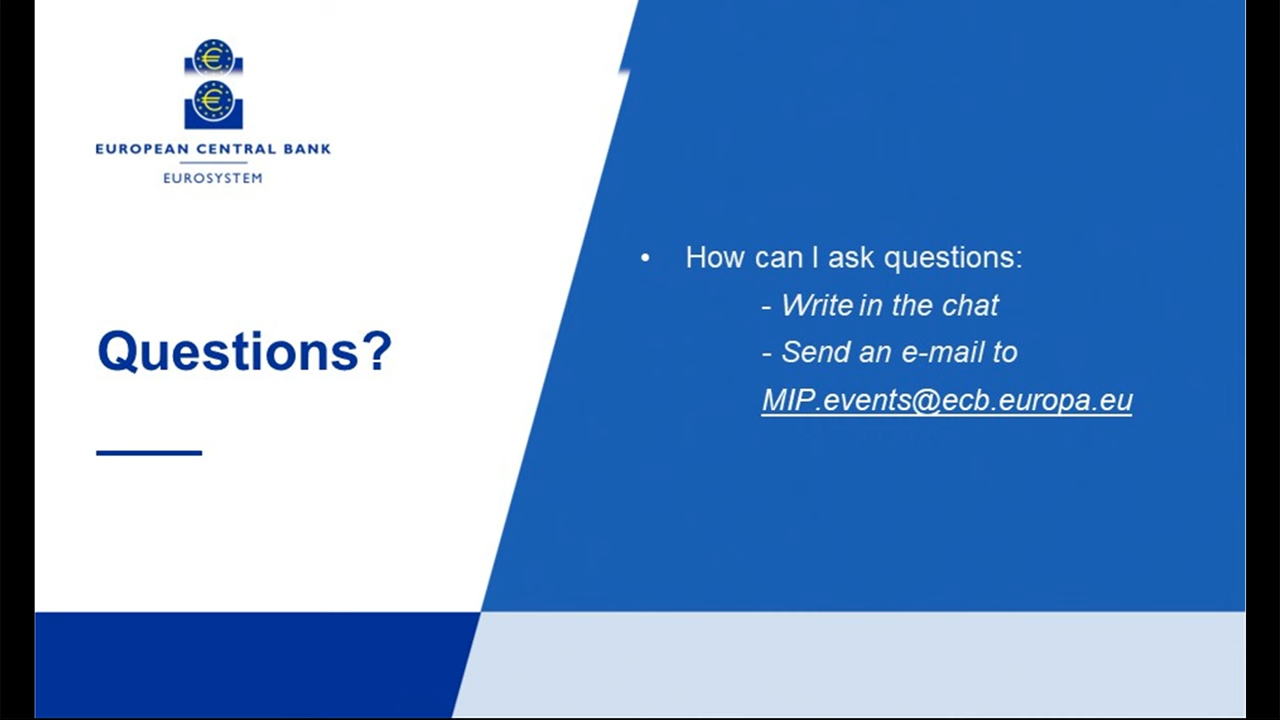 EUROPEAN CENTRAL BANK
EUROSYSTEM
Questions?
• How can I ask questions:
- Write in the chat
- Send an e-mail to
MIP.events@ecb.europa.eu